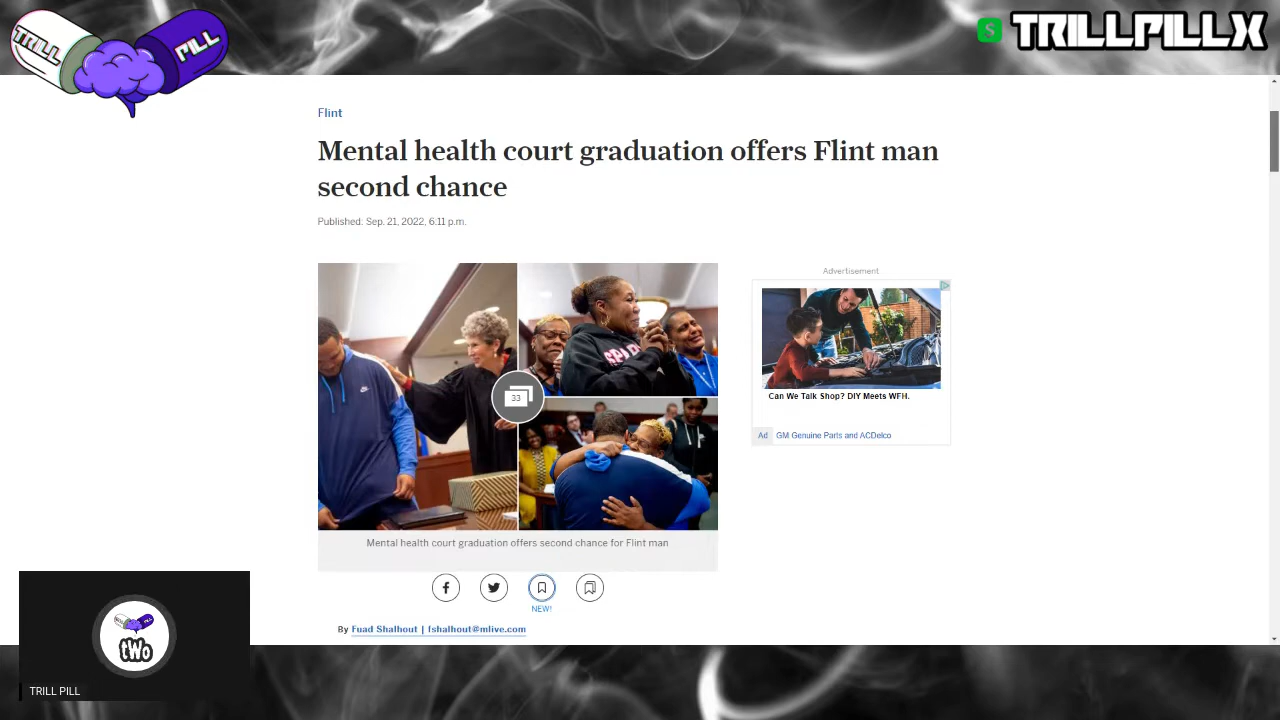 TRILL
PILL
$ TRILLPILLX
Flint
Mental health court graduation offers Flint man
second chance
Published: Sep. 21, 2022, 6:11 p.m.
Advertisement
33
Can We Talk Shop? DIY Meets WFH.
Ad GM Genuine Parts and ACDelco
Mental health court graduation offers second chance for Flint man
NEW!
By Fuad Shalhout | fshalhout@mlive.com
tWo
TRILL PILL